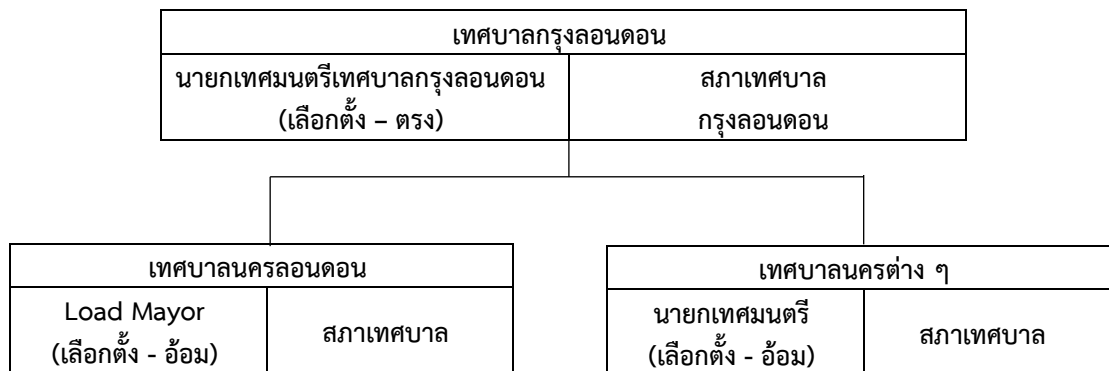 เทศบาลกรุงลอนดอน
นายกเทศมนตรีเทศบาลกรุงลอนดอน
(เลือกตั้ง – ตรง)
สภาเทศบาล
กรุงลอนดอน
เทศบาลนครลอนดอน
Load Mayor
(เลือกตั้ง - อ้อม)
สภาเทศบาล
เทศบาลนครต่าง ๆ
นายกเทศมนตรี
(เลือกตั้ง - อ้อม)
สภาเทศบาล